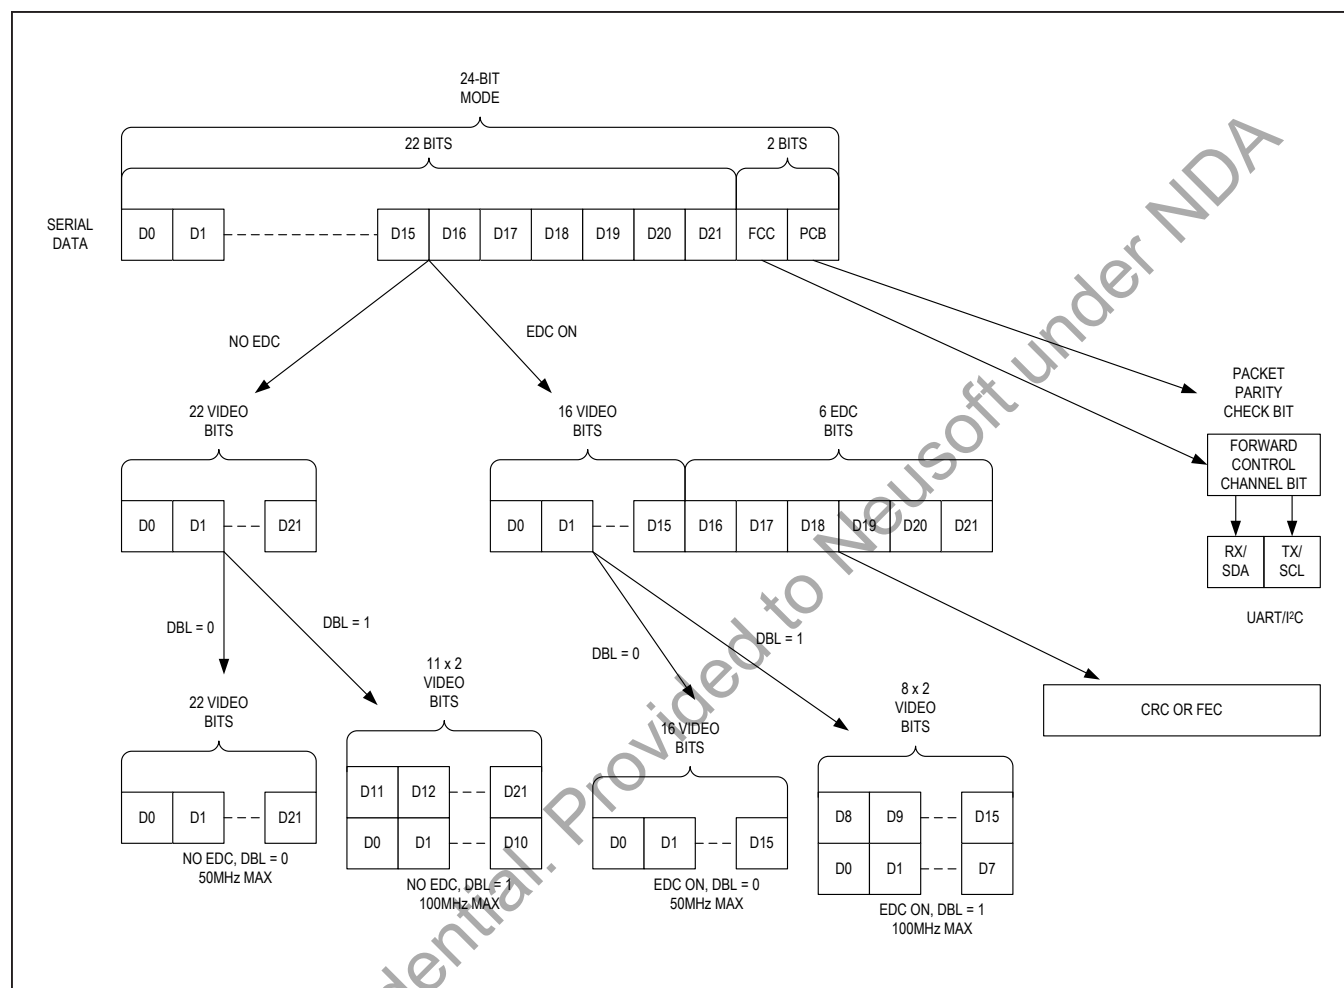 24-BIT
MODE
22 BITS
2 BITS
SERIAL
DATA
D0 D1 D15 D16 D17 D18 D19 D20 D21 FCC PCB
NO EDC
EDC ON
PACKET
PARITY
CHECK BIT
22 VIDEO
BITS
16 VIDEO
BITS
6 EDC
BITS
FORWARD
CONTROL
CHANNEL BIT
D0 D1 D21
D0 D1 D15 D16 D17 D18 D19 D20 D21
RX/
SDA
TX/
SCL
UART/I²C
DBL = 0
DBL = 1
DBL = 0
DBL = 1
22 VIDEO
BITS
11 x 2
VIDEO
BITS
16 VIDEO
BITS
8 x 2
VIDEO
BITS
CRC OR FEC
D0 D1 D21
NO EDC, DBL = 0
50MHz MAX
D11 D12 D21
D0 D1 D10
NO EDC, DBL = 1
100MHz MAX
D0 D1 D15
EDC ON, DBL = 0
50MHz MAX
D8 D9 D15
D0 D1 D7
EDC ON, DBL = 1
100MHz MAX
dential. Provided to Neusoft under NDA